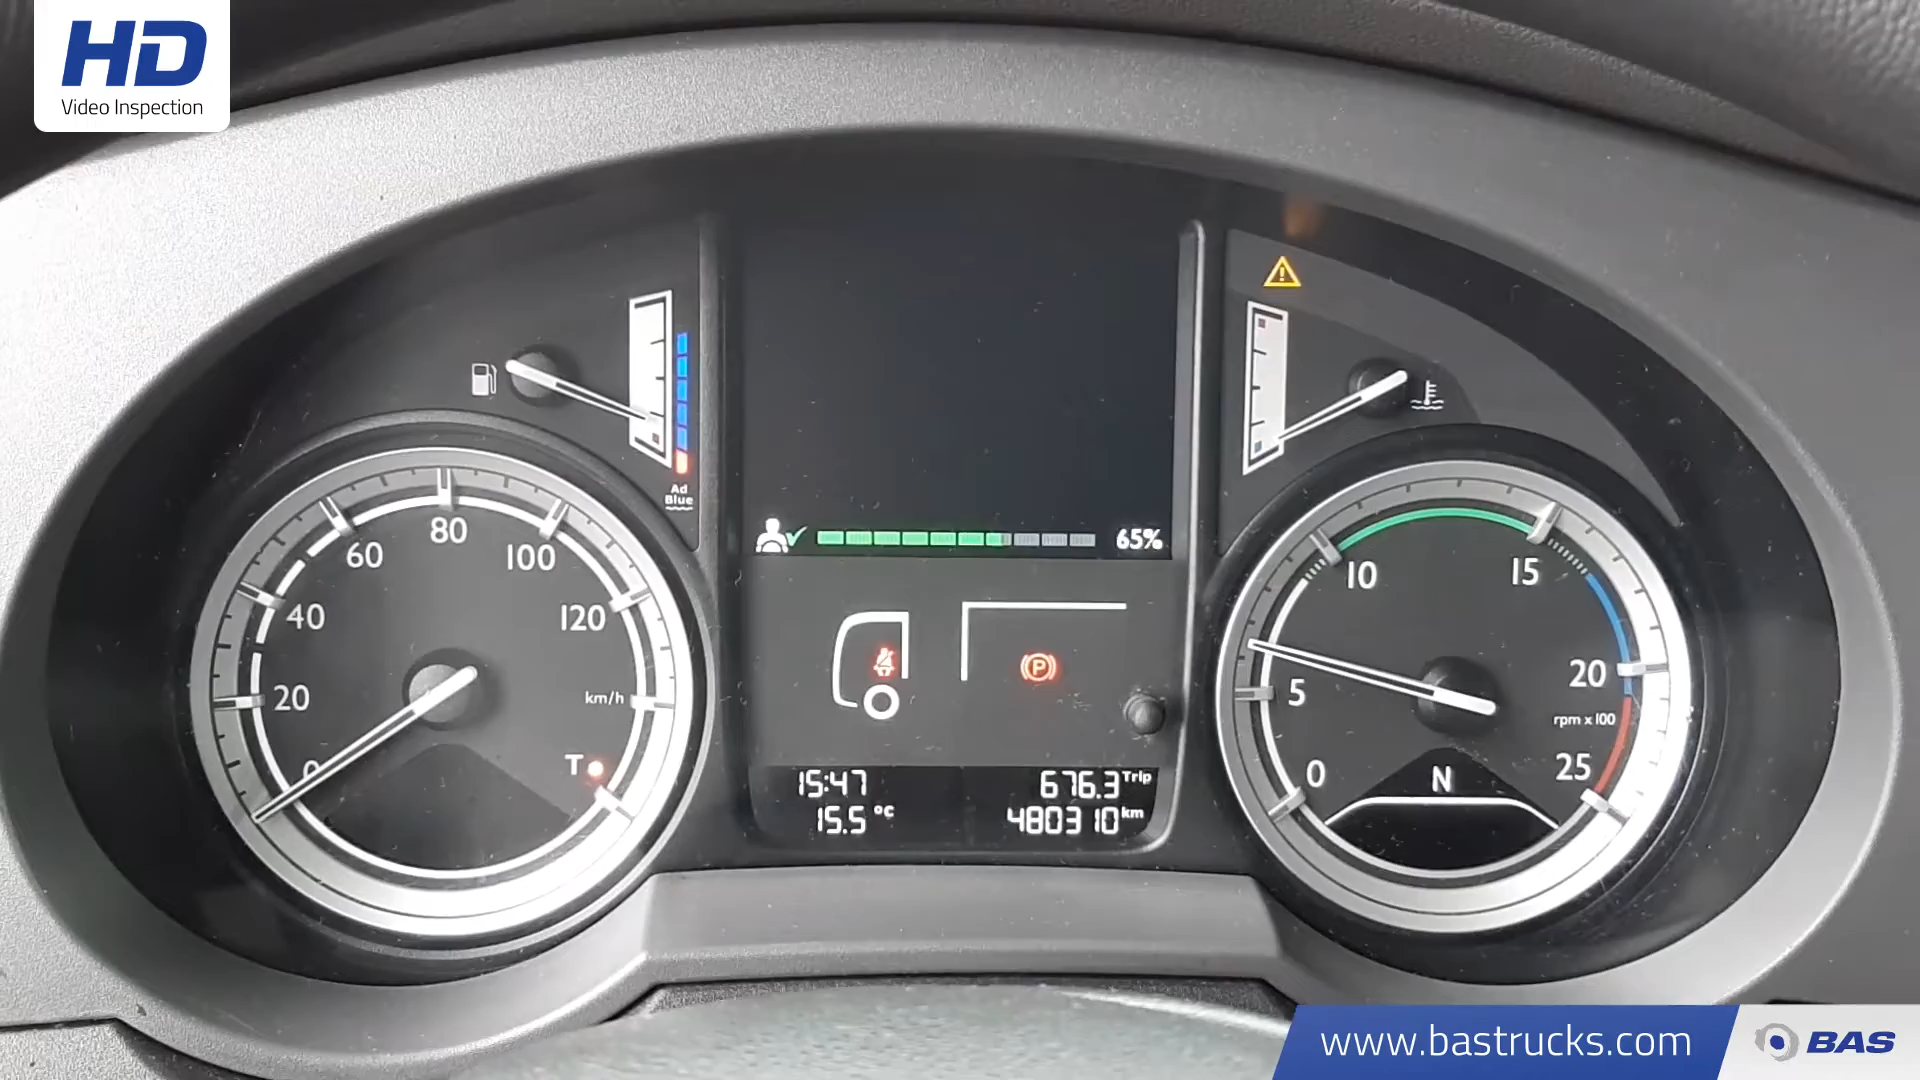 HD
Video Inspection
Ad
Blue
65%
0
20
40
60
80
100
120
km/h
T
P
15:47
676.3 Trip
15.5 °C
480310 km
0
5
10
15
20
25
rpm x 100
N
www.bastrucks.com
BAS